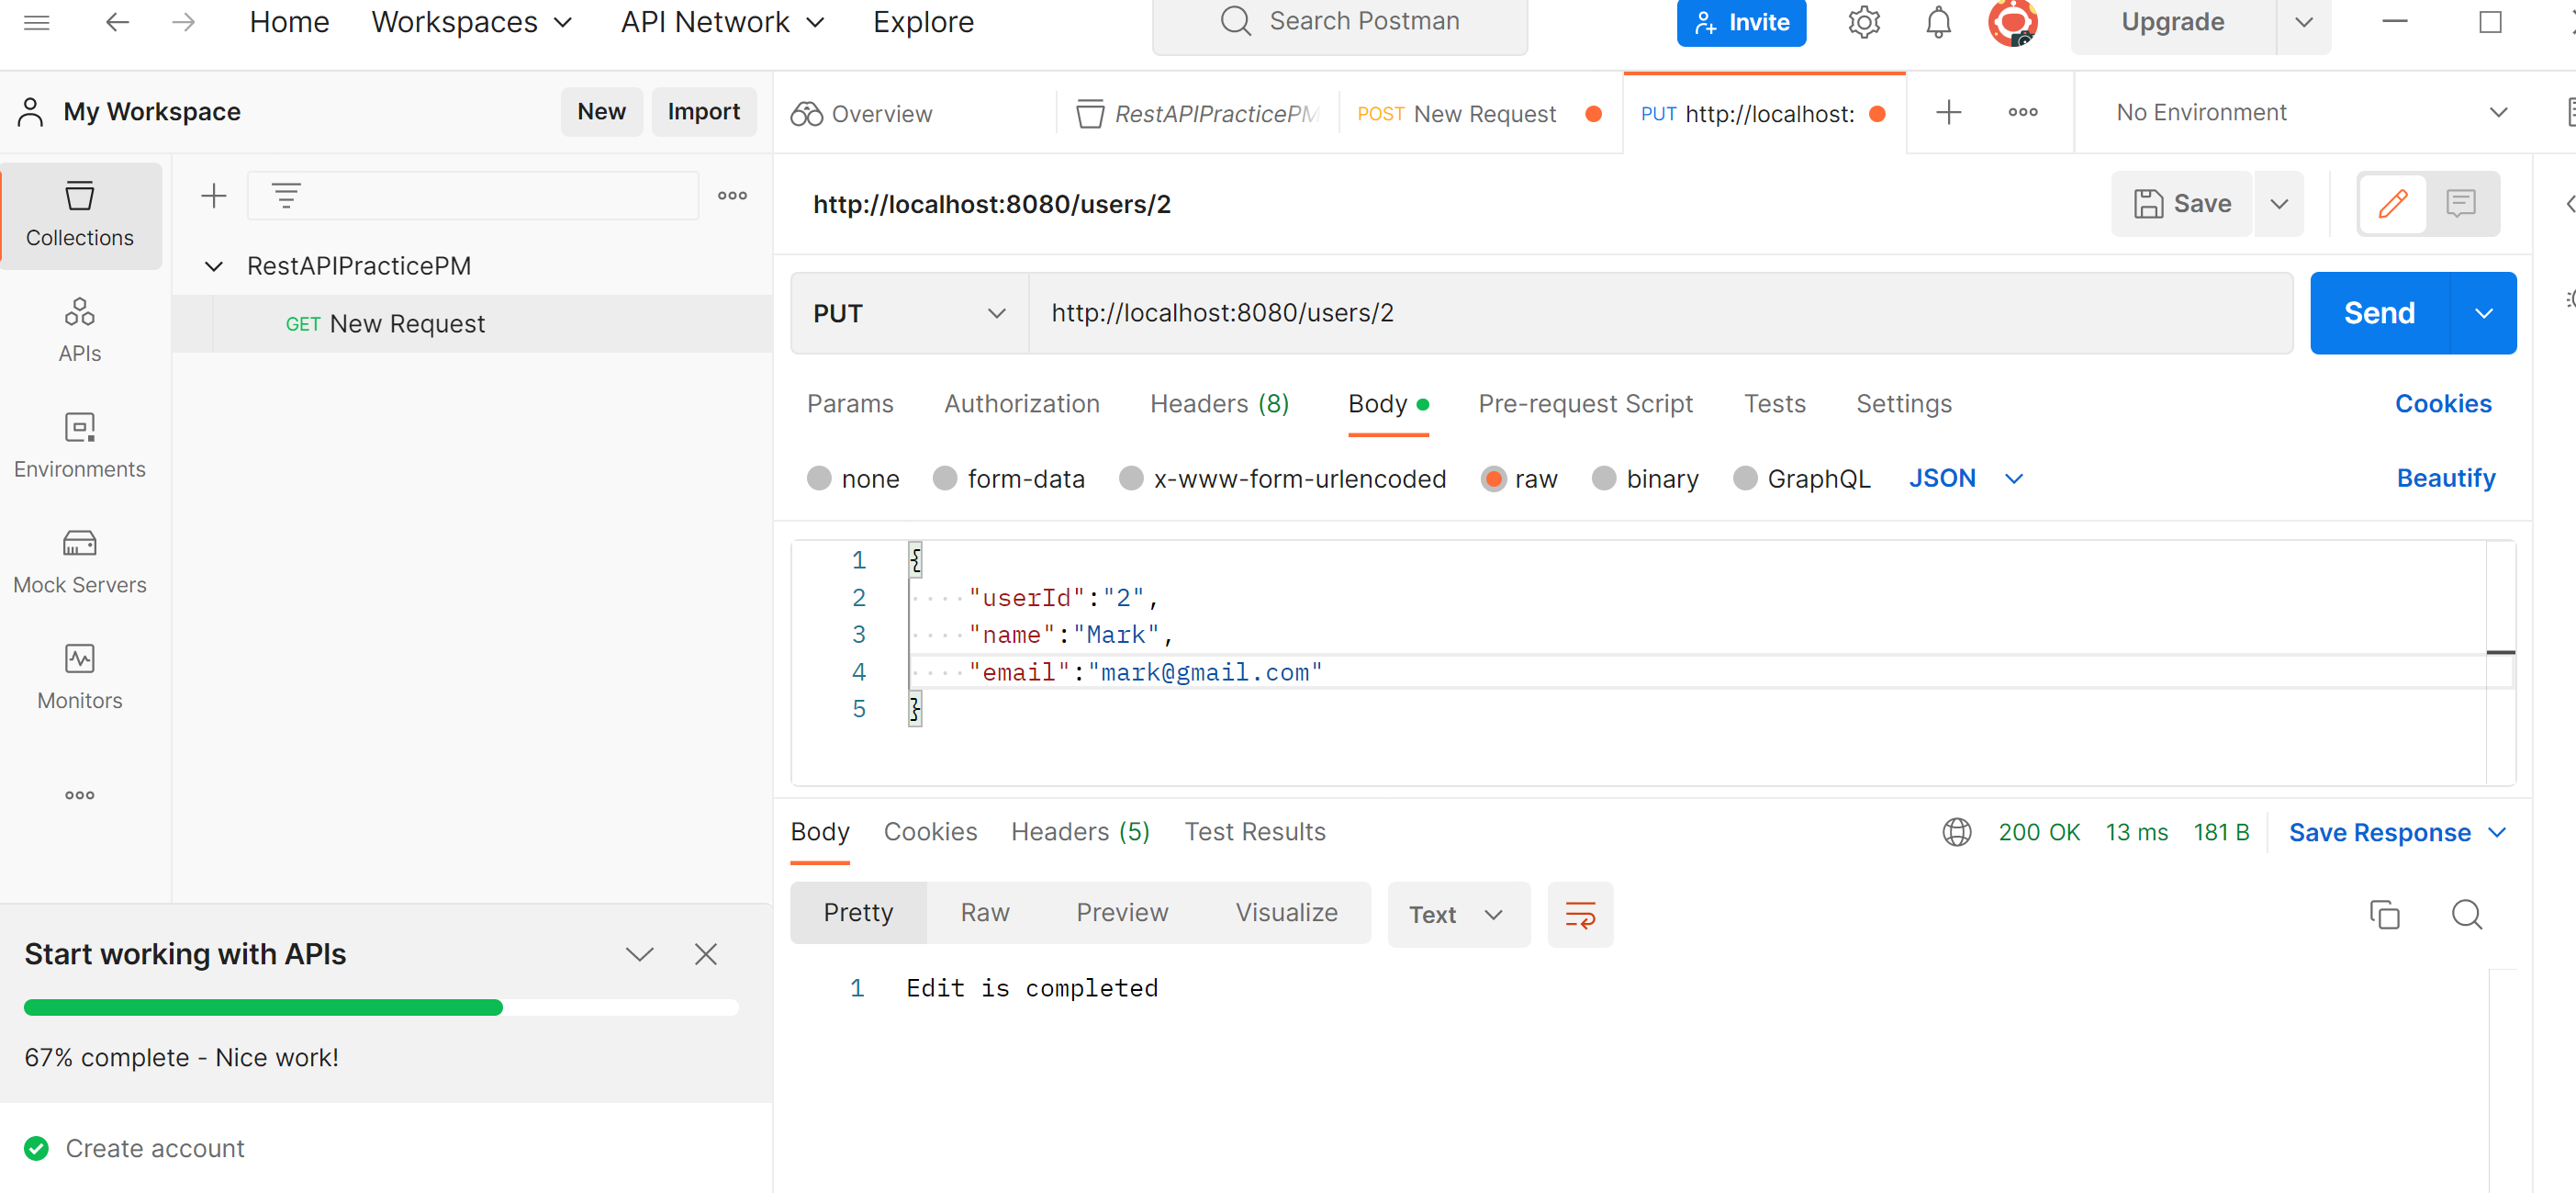 Home Workspaces API Network Explore Search Postman Invite Upgrade
My Workspace New Import
Overview RestAPIPracticePM POST New Request PUT http://localhost: No Environment
Collections
APIs
Environments
Mock Servers
Monitors
RestAPIPracticePM
GET New Request
http://localhost:8080/users/2 Save
PUT http://localhost:8080/users/2 Send
Params Authorization Headers (8) Body Pre-request Script Tests Settings Cookies
none form-data x-www-form-urlencoded raw binary GraphQL JSON Beautify
1 {
2 "userId":"2",
3 "name":"Mark",
4 "email":"mark@gmail.com"
5 }
Body Cookies Headers (5) Test Results 200 OK 13 ms 181 B Save Response
Pretty Raw Preview Visualize Text
1 Edit is completed
Start working with APIs
67% complete - Nice work!
Create account